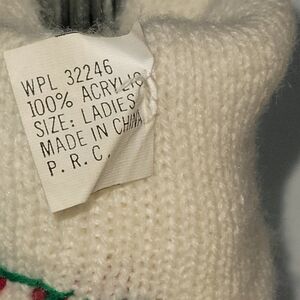 WPL 32246
100% ACRYLIC
SIZE: LADIES
MADE IN CHINA
P. R. C.